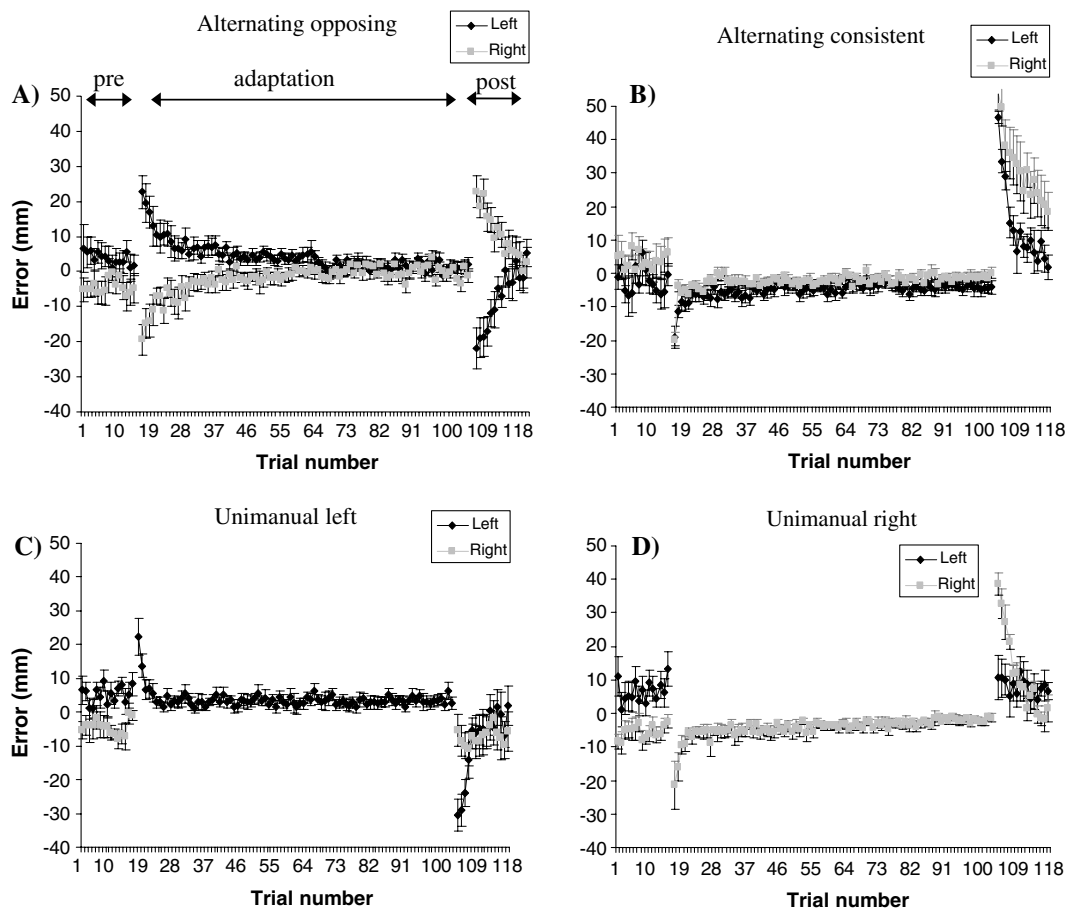 Alternating opposing
Left
Right
A)
pre
adaptation
post
50
40
30
20
10
0
-10
-20
-30
-40
Error (mm)
1 10 19 28 37 46 55 64 73 82 91 100 109 118
Trial number
Alternating consistent
Left
Right
B)
50
40
30
20
10
0
-10
-20
-30
-40
1 10 19 28 37 46 55 64 73 82 91 100 109 118
Trial number
Unimanual left
Left
Right
C)
50
40
30
20
10
0
-10
-20
-30
-40
Error (mm)
1 10 19 28 37 46 55 64 73 82 91 100 109 118
Trial number
Unimanual right
Left
Right
D)
50
40
30
20
10
0
-10
-20
-30
-40
1 10 19 28 37 46 55 64 73 82 91 100 109 118
Trial number